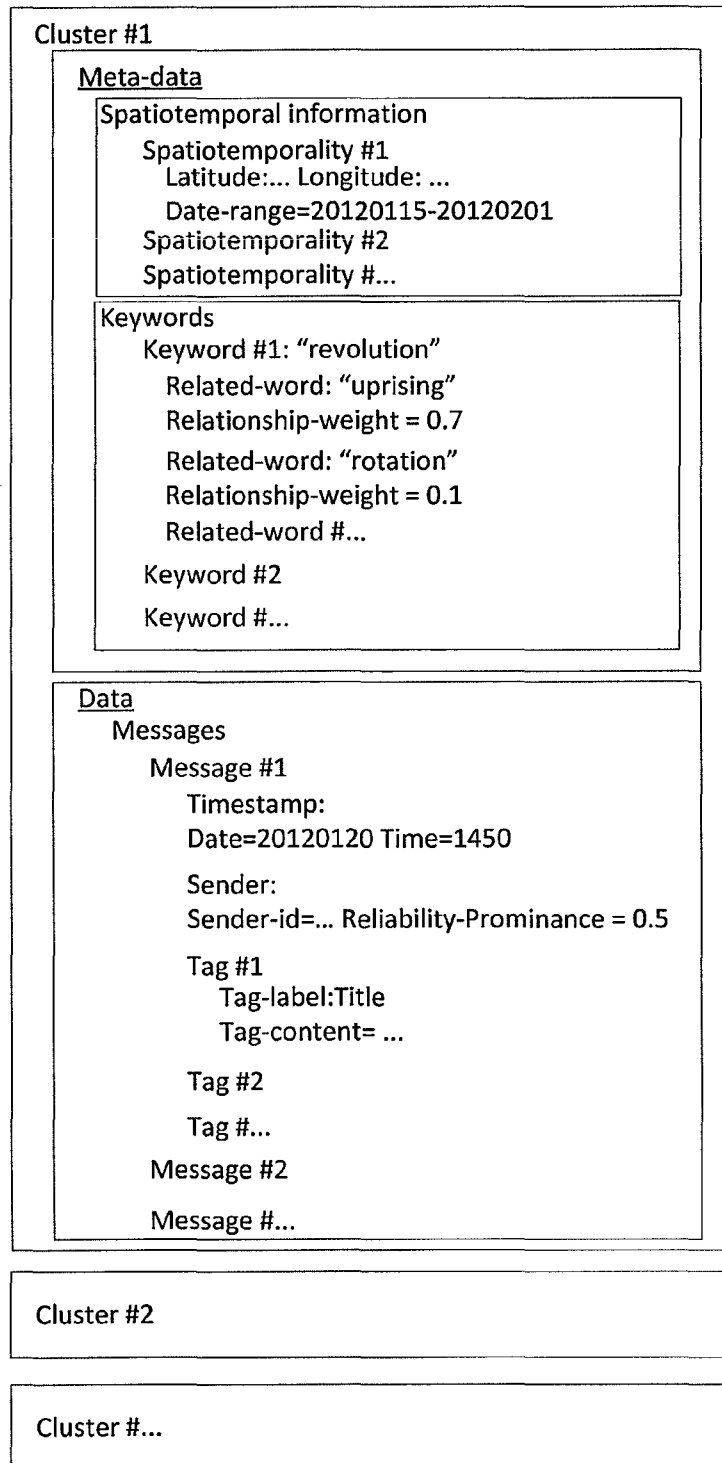 Cluster #1
Meta-data
Spatiotemporal information
Spatiotemporality #1
Latitude:... Longitude: ...
Date-range=20120115-20120201
Spatiotemporality #2
Spatiotemporality #...
Keywords
Keyword #1: “revolution”
Related-word: “uprising”
Relationship-weight = 0.7
Related-word: “rotation”
Relationship-weight = 0.1
Related-word #...
Keyword #2
Keyword #...
Data
Messages
Message #1
Timestamp:
Date=20120120 Time=1450
Sender:
Sender-id=... Reliability-Prominance = 0.5
Tag #1
Tag-label:Title
Tag-content= ...
Tag #2
Tag #...
Message #2
Message #...
Cluster #2
Cluster #...